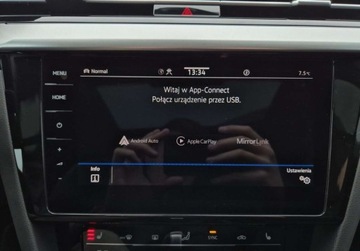 MENU
Normal
13:34
7.5°C
HOME
Witaj w App-Connect
Połącz urządzenie przez USB.
Android Auto
Apple CarPlay
MirrorLink
Info
Ustawienia
SYNC